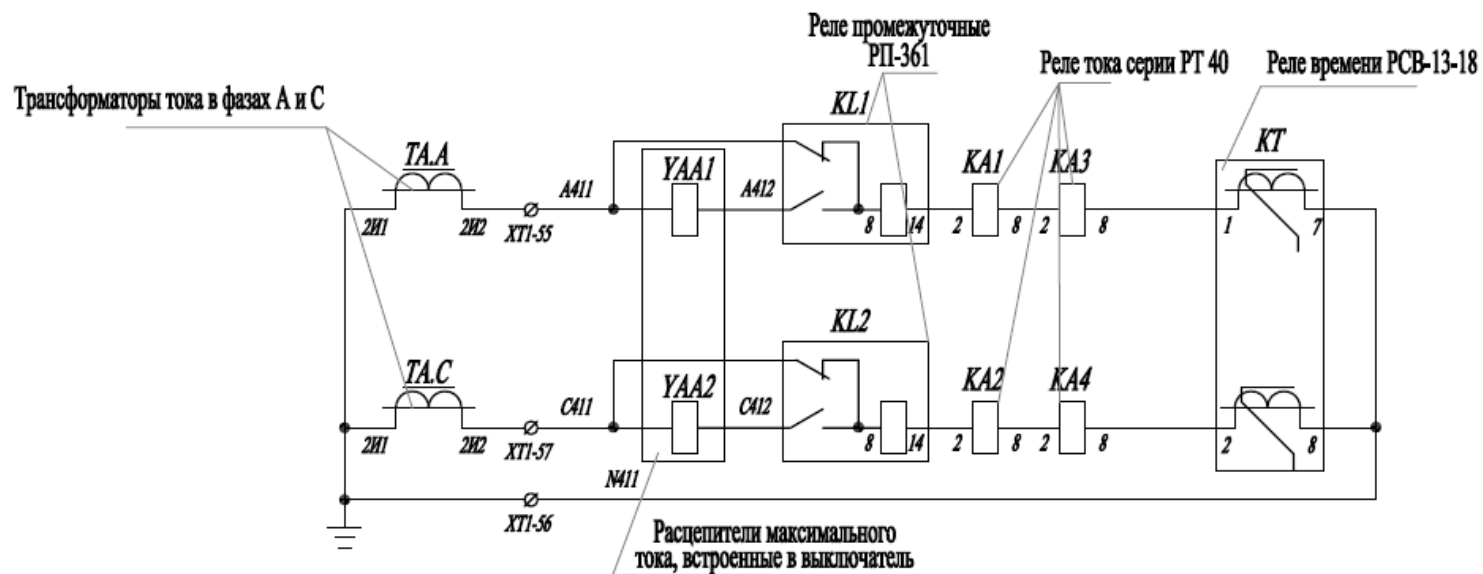 Реле промежуточные
РП-361
Реле тока серии РТ 40
Реле времени РСВ-13-18
Трансформаторы тока в фазах А и С
KL1
TA.A
YAA1
KA1
KA3
KT
A411
A412
2И1
2И2
XT1-55
8
14
2
8
2
8
1
7
KL2
TA.C
YAA2
KA2
KA4
C411
C412
2И1
2И2
XT1-57
8
14
2
8
2
8
2
8
N411
XT1-56
Расцепители максимального
тока, встроенные в выключатель